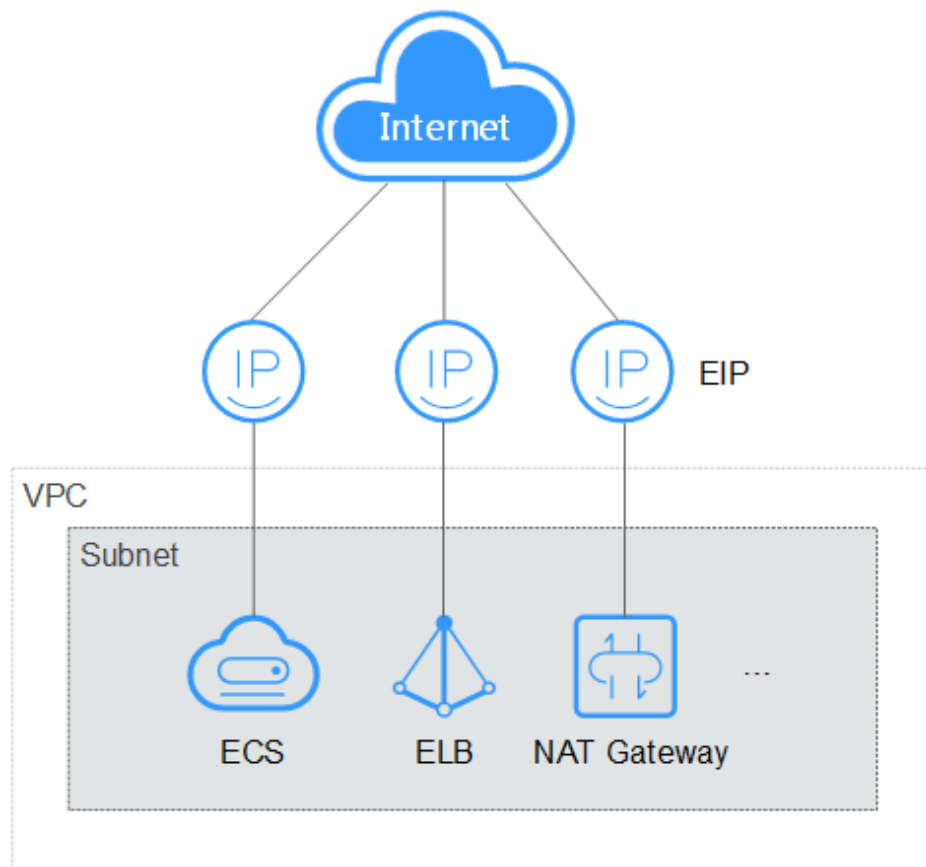 Internet
IP
IP
IP
EIP
VPC
Subnet
...
ECS
ELB
NAT Gateway